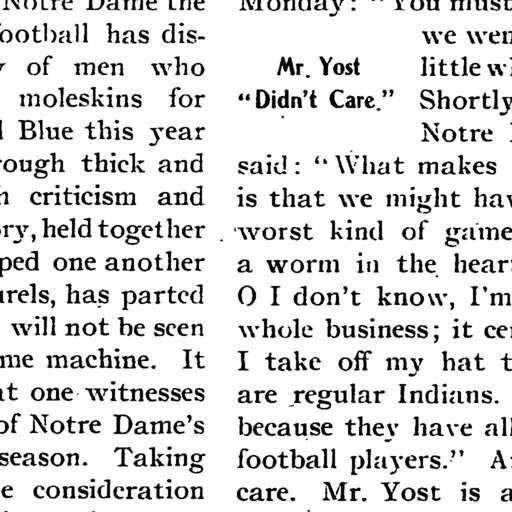 Notre Dame the
football has dis-
of men who
moleskins for
Blue this year
rough thick and
criticism and
ory, held together
ped one another
urels, has parted
will not be seen
me machine. It
at one witnesses
of Notre Dame's
season. Taking
e consideration
Monday: "You must
we wen
Mr. Yost
"Didn't Care."
little w
Shortly
Notre
said: "What makes
is that we might hav
worst kind of game
a worm in the hear
O I don't know, I'm
whole business; it cer
I take off my hat t
are regular Indians.
because they have all
football players." A
care. Mr. Yost is a